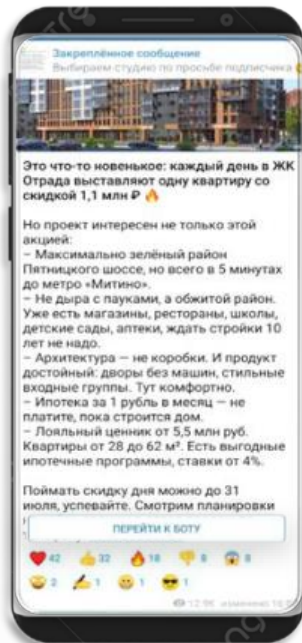 Закреплённое сообщение
Выбираем студию по просьбе подписчика
Это что-то новенькое: каждый день в ЖК
Отрада выставляют одну квартиру со
скидкой 1,1 млн ₽ 🔥
Но проект интересен не только этой
акцией:
– Максимально зелёный район
Пятницкого шоссе, но всего в 5 минутах
до метро «Митино».
– Не дыра с пауками, а обжитой район.
Уже есть магазины, рестораны, школы,
детские сады, аптеки, ждать стройки 10
лет не надо.
– Архитектура — не коробки. И продукт
достойный: дворы без машин, стильные
входные группы. Тут комфортно.
– Ипотека за 1 рубль в месяц — не
платите, пока строится дом.
– Лояльный ценник от 5,5 млн руб.
Квартиры от 28 до 62 м². Есть выгодные
ипотечные программы, ставки от 4%.
Поймать скидку дня можно до 31
июля, успевайте. Смотрим планировки
ПЕРЕЙТИ К БОТУ
42 32 18 8 8
2 1 1 1
12.9K изменено